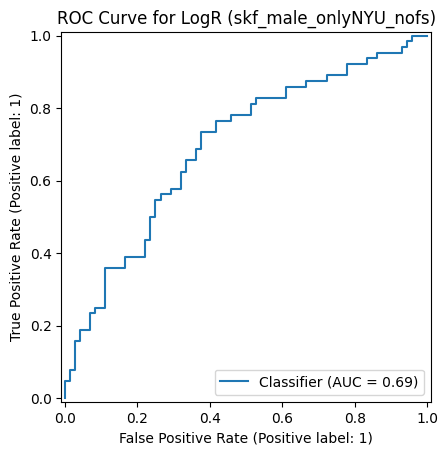 ROC Curve for LogR (skf_male_onlyNYU_nofs)
True Positive Rate (Positive label: 1)
1.0
0.8
0.6
0.4
0.2
0.0
Classifier (AUC = 0.69)
0.0 0.2 0.4 0.6 0.8 1.0
False Positive Rate (Positive label: 1)